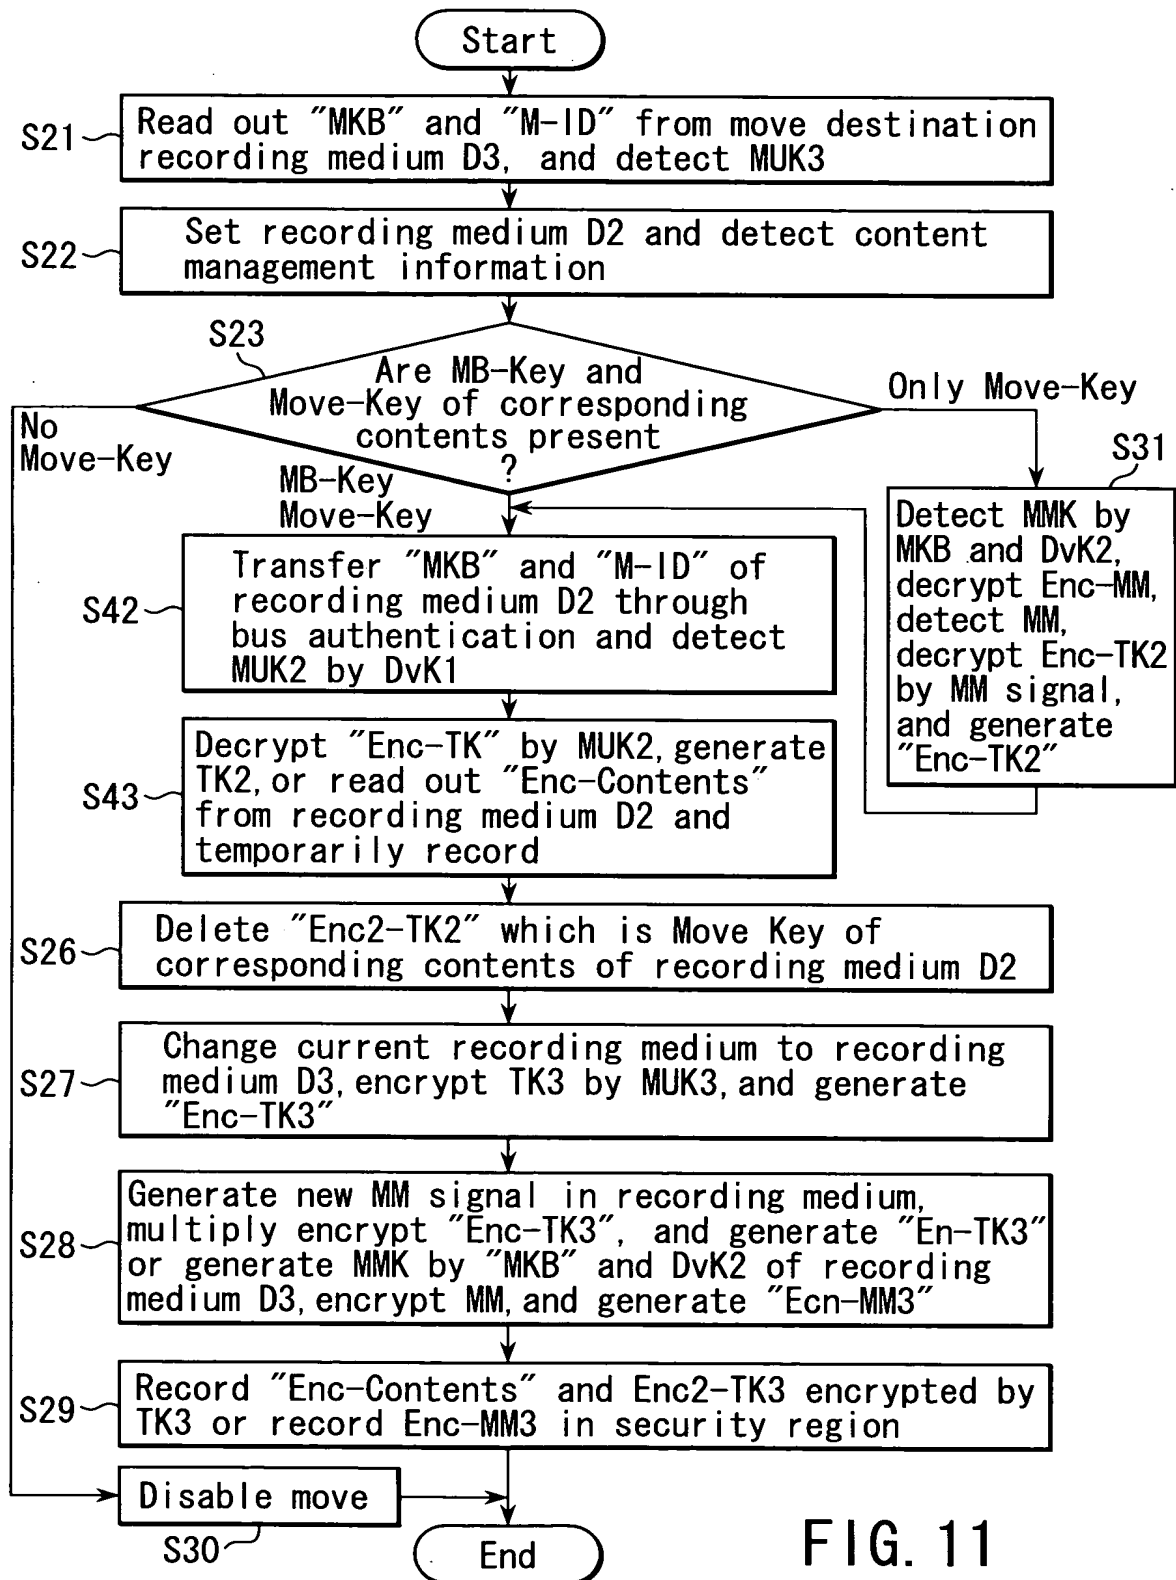 Start
S21
Read out "MKB" and "M-ID" from move destination
recording medium D3, and detect MUK3
S22
Set recording medium D2 and detect content
management information
S23
Are MB-Key and
Move-Key of corresponding
contents present
?
No
Move-Key
Only Move-Key
MB-Key
Move-Key
S31
Detect MMK by
MKB and DvK2,
decrypt Enc-MM,
detect MM,
decrypt Enc-TK2
by MM signal,
and generate
"Enc-TK2"
S42
Transfer "MKB" and "M-ID" of
recording medium D2 through
bus authentication and detect
MUK2 by DvK1
S43
Decrypt "Enc-TK" by MUK2, generate
TK2, or read out "Enc-Contents"
from recording medium D2 and
temporarily record
S26
Delete "Enc2-TK2" which is Move Key of
corresponding contents of recording medium D2
S27
Change current recording medium to recording
medium D3, encrypt TK3 by MUK3, and generate
"Enc-TK3"
S28
Generate new MM signal in recording medium,
multiply encrypt "Enc-TK3", and generate "En-TK3"
or generate MMK by "MKB" and DvK2 of recording
medium D3, encrypt MM, and generate "Ecn-MM3"
S29
Record "Enc-Contents" and Enc2-TK3 encrypted by
TK3 or record Enc-MM3 in security region
Disable move
S30
End
FIG. 11